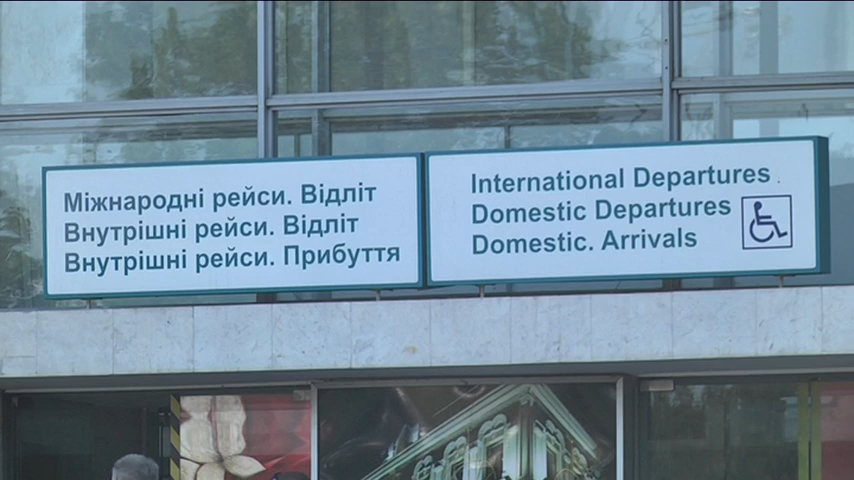 Міжнародні рейси. Відліт
Внутрішні рейси. Відліт
Внутрішні рейси. Прибуття
International Departures
Domestic Departures
Domestic. Arrivals